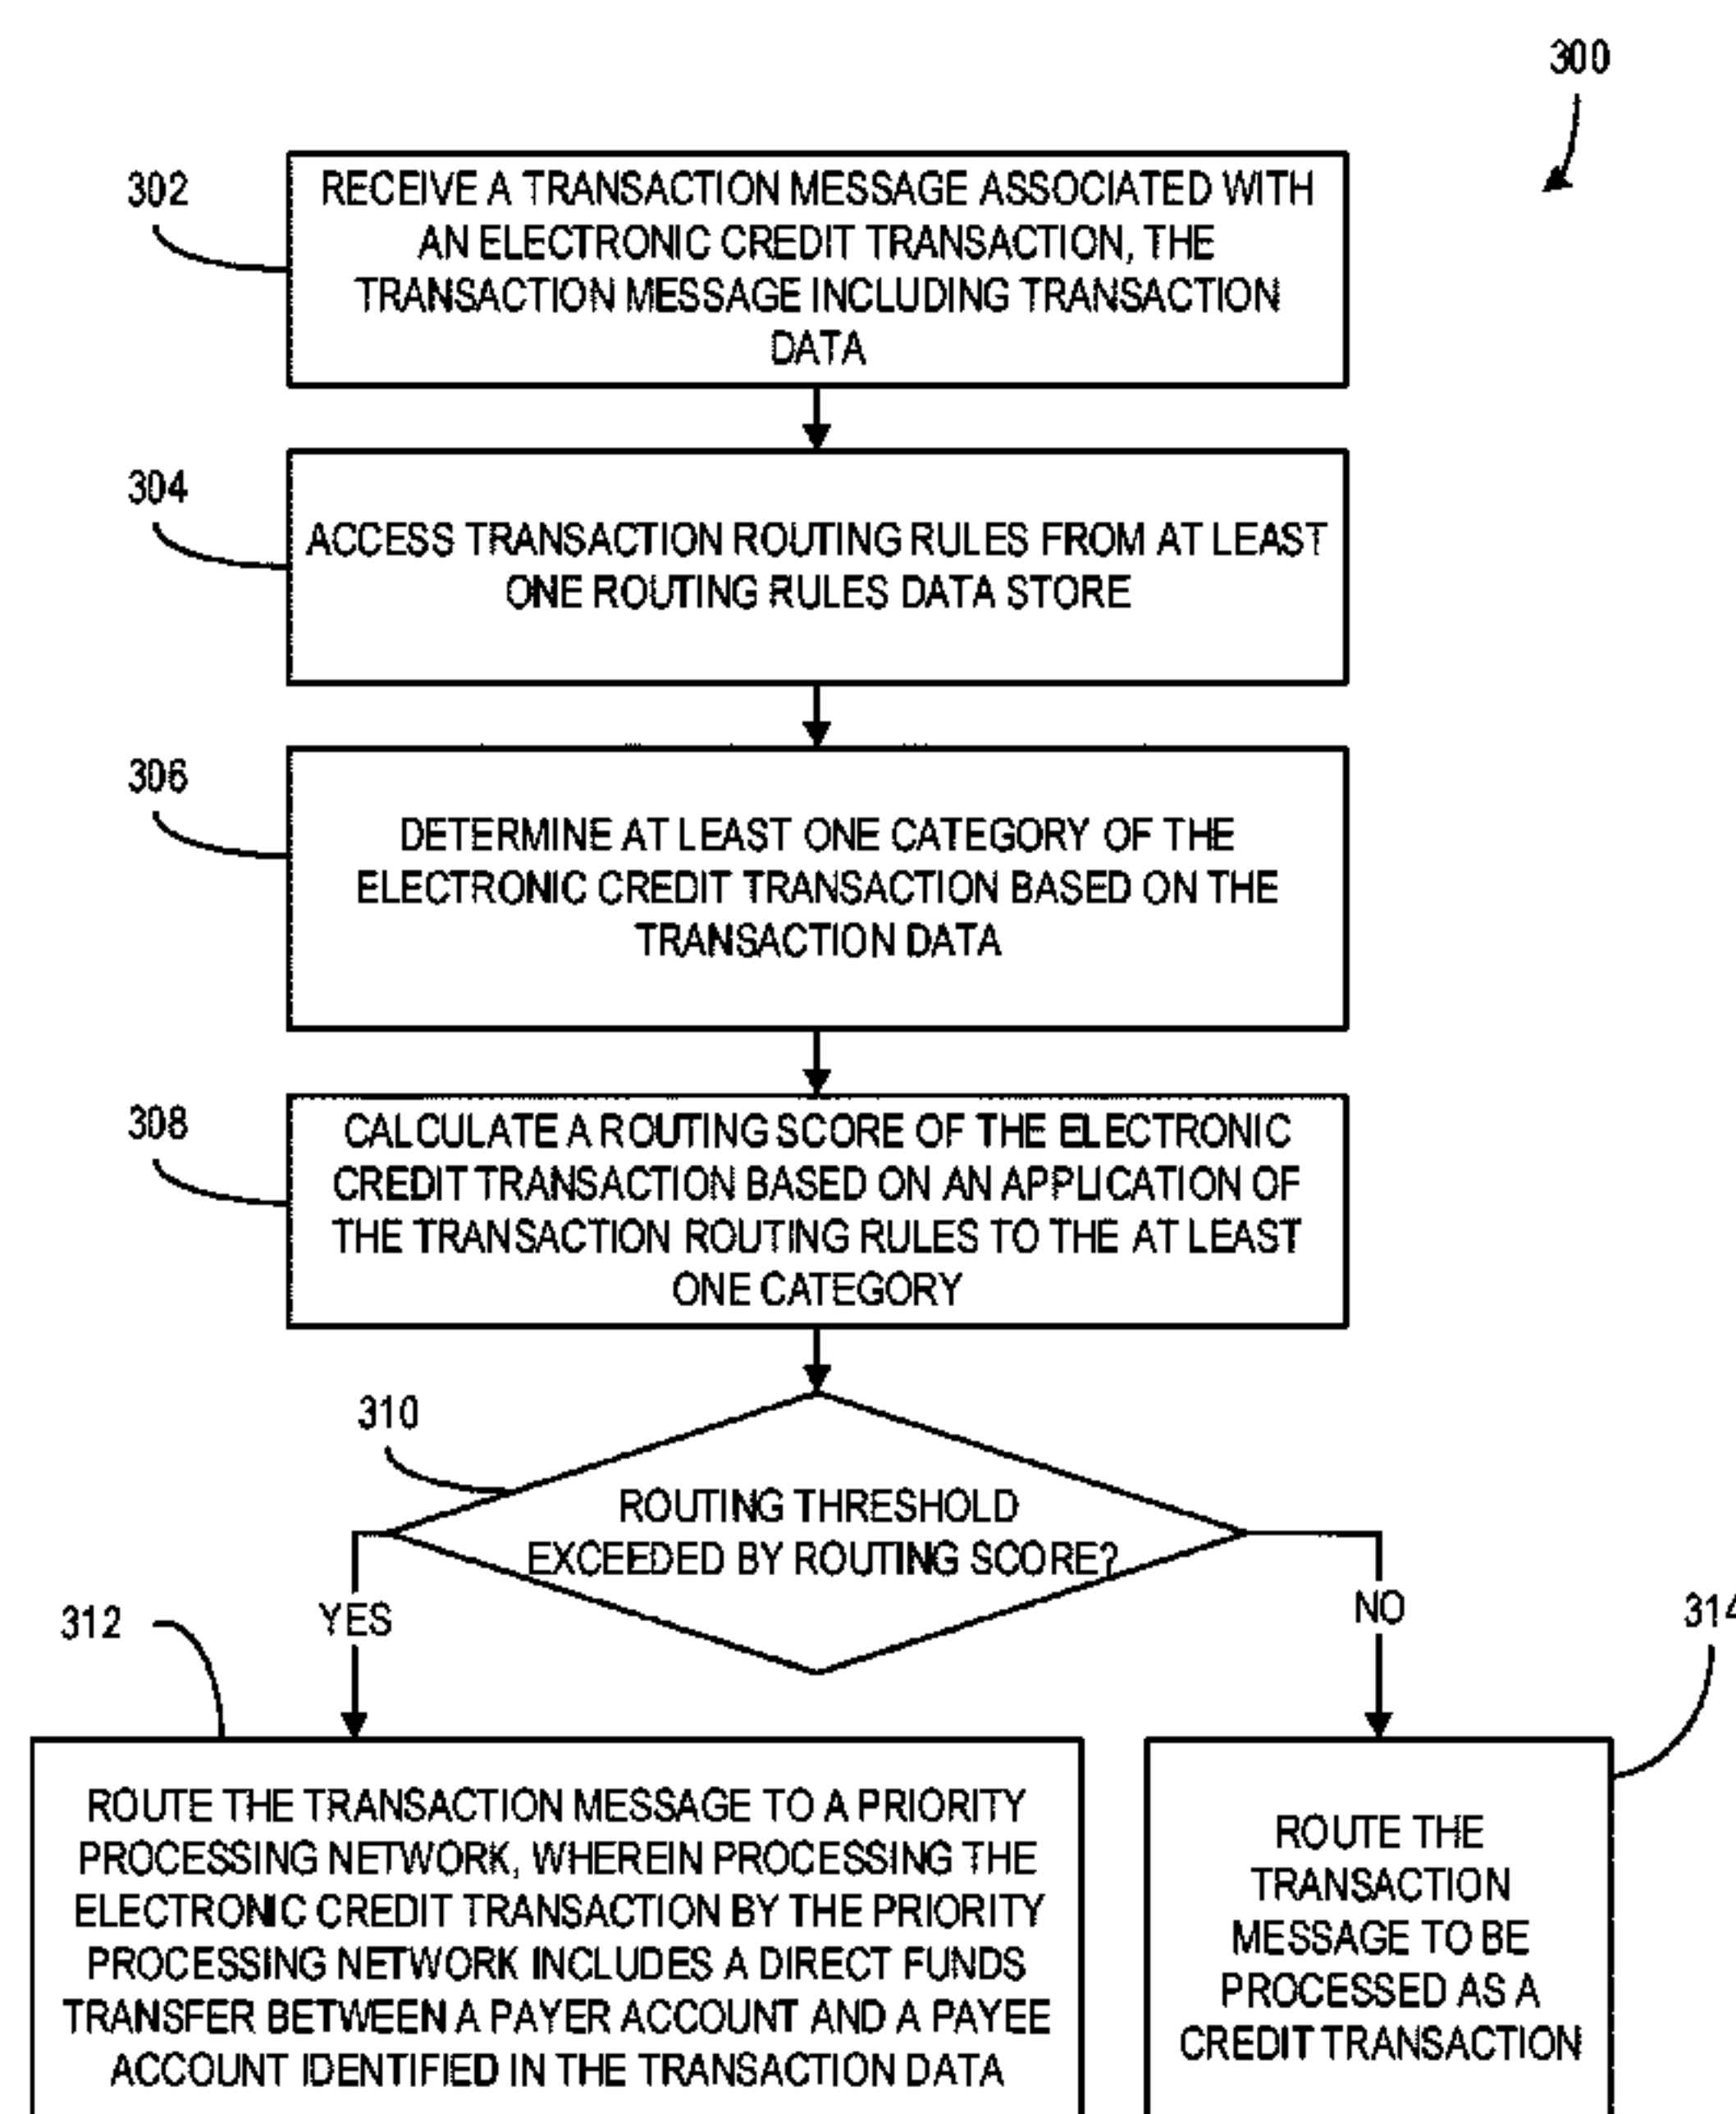 300
302
RECEIVE A TRANSACTION MESSAGE ASSOCIATED WITH
AN ELECTRONIC CREDIT TRANSACTION, THE
TRANSACTION MESSAGE INCLUDING TRANSACTION
DATA
304
ACCESS TRANSACTION ROUTING RULES FROM AT LEAST
ONE ROUTING RULES DATA STORE
306
DETERMINE AT LEAST ONE CATEGORY OF THE
ELECTRONIC CREDIT TRANSACTION BASED ON THE
TRANSACTION DATA
308
CALCULATE A ROUTING SCORE OF THE ELECTRONIC
CREDIT TRANSACTION BASED ON AN APPLICATION OF
THE TRANSACTION ROUTING RULES TO THE AT LEAST
ONE CATEGORY
310
ROUTING THRESHOLD
EXCEEDED BY ROUTING SCORE?
YES
NO
312
314
ROUTE THE TRANSACTION MESSAGE TO A PRIORITY
PROCESSING NETWORK, WHEREIN PROCESSING THE
ELECTRONIC CREDIT TRANSACTION BY THE PRIORITY
PROCESSING NETWORK INCLUDES A DIRECT FUNDS
TRANSFER BETWEEN A PAYER ACCOUNT AND A PAYEE
ACCOUNT IDENTIFIED IN THE TRANSACTION DATA
ROUTE THE
TRANSACTION
MESSAGE TO BE
PROCESSED AS A
CREDIT TRANSACTION